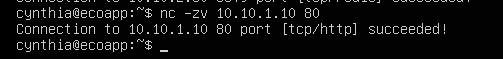 cynthia@ecoapp:~$ nc -zv 10.10.1.10 80
Connection to 10.10.1.10 80 port [tcp/http] succeeded!
cynthia@ecoapp:~$ _